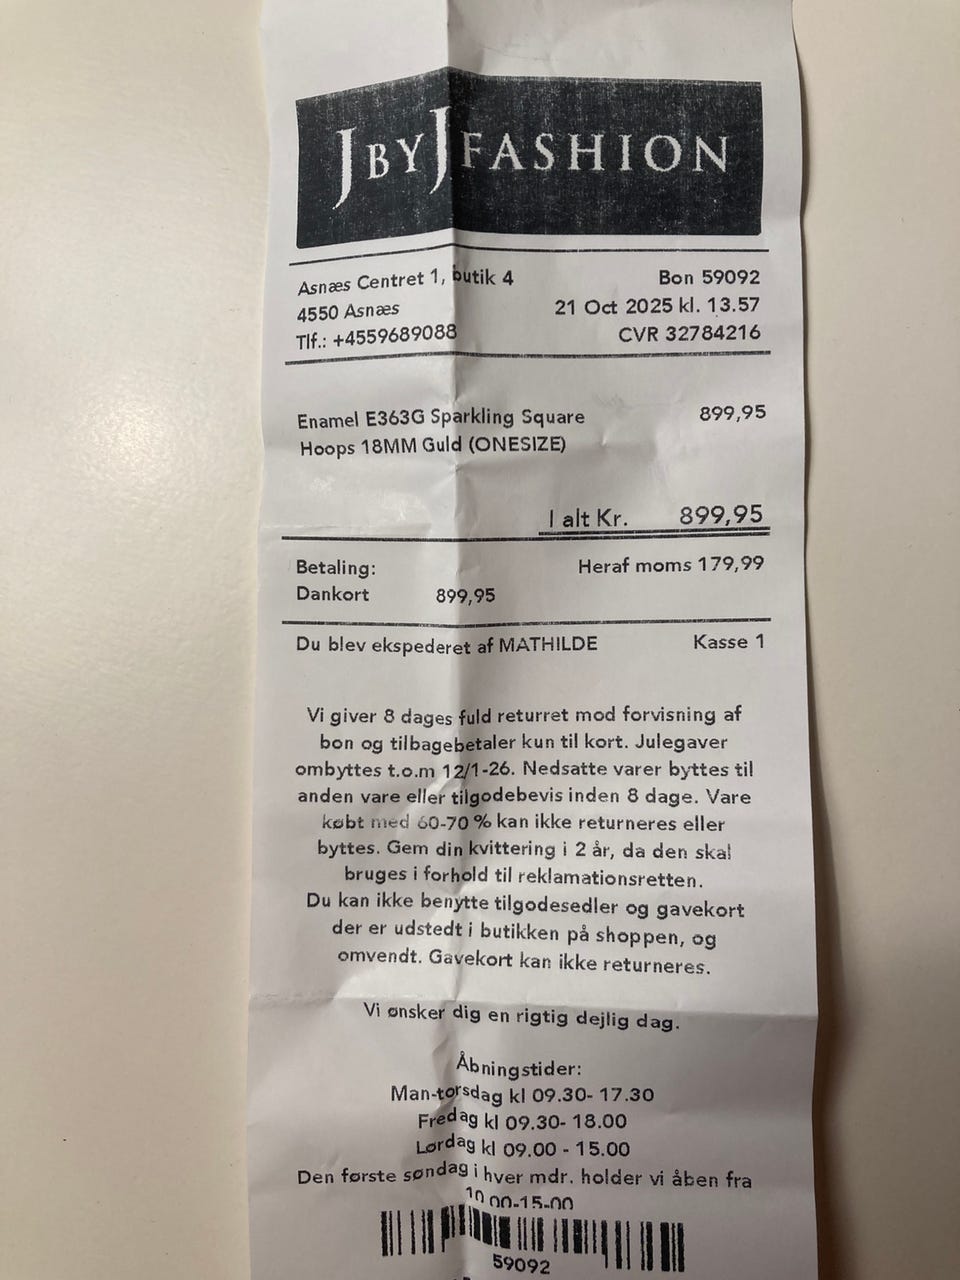 J BY J FASHION
Asnæs Centret 1, butik 4 Bon 59092
4550 Asnæs 21 Oct 2025 kl. 13.57
Tlf.: +4559689088 CVR 32784216
Enamel E363G Sparkling Square 899,95
Hoops 18MM Guld (ONESIZE)
I alt Kr. 899,95
Betaling: Heraf moms 179,99
Dankort 899,95
Du blev ekspederet af MATHILDE Kasse 1
Vi giver 8 dages fuld returret mod forvisning af
bon og tilbagebetaler kun til kort. Julegaver
ombyttes t.o.m 12/1-26. Nedsatte varer byttes til
anden vare eller tilgodebevis inden 8 dage. Vare
købt med 60-70 % kan ikke returneres eller
byttes. Gem din kvittering i 2 år, da den skal
bruges i forhold til reklamationsretten.
Du kan ikke benytte tilgodesedler og gavekort
der er udstedt i butikken på shoppen, og
omvendt. Gavekort kan ikke returneres.
Vi ønsker dig en rigtig dejlig dag.
Åbningstider:
Man-torsdag kl 09.30- 17.30
Fredag kl 09.30- 18.00
Lørdag kl 09.00 - 15.00
Den første søndag i hver mdr. holder vi åben fra
10.00-15-00
59092